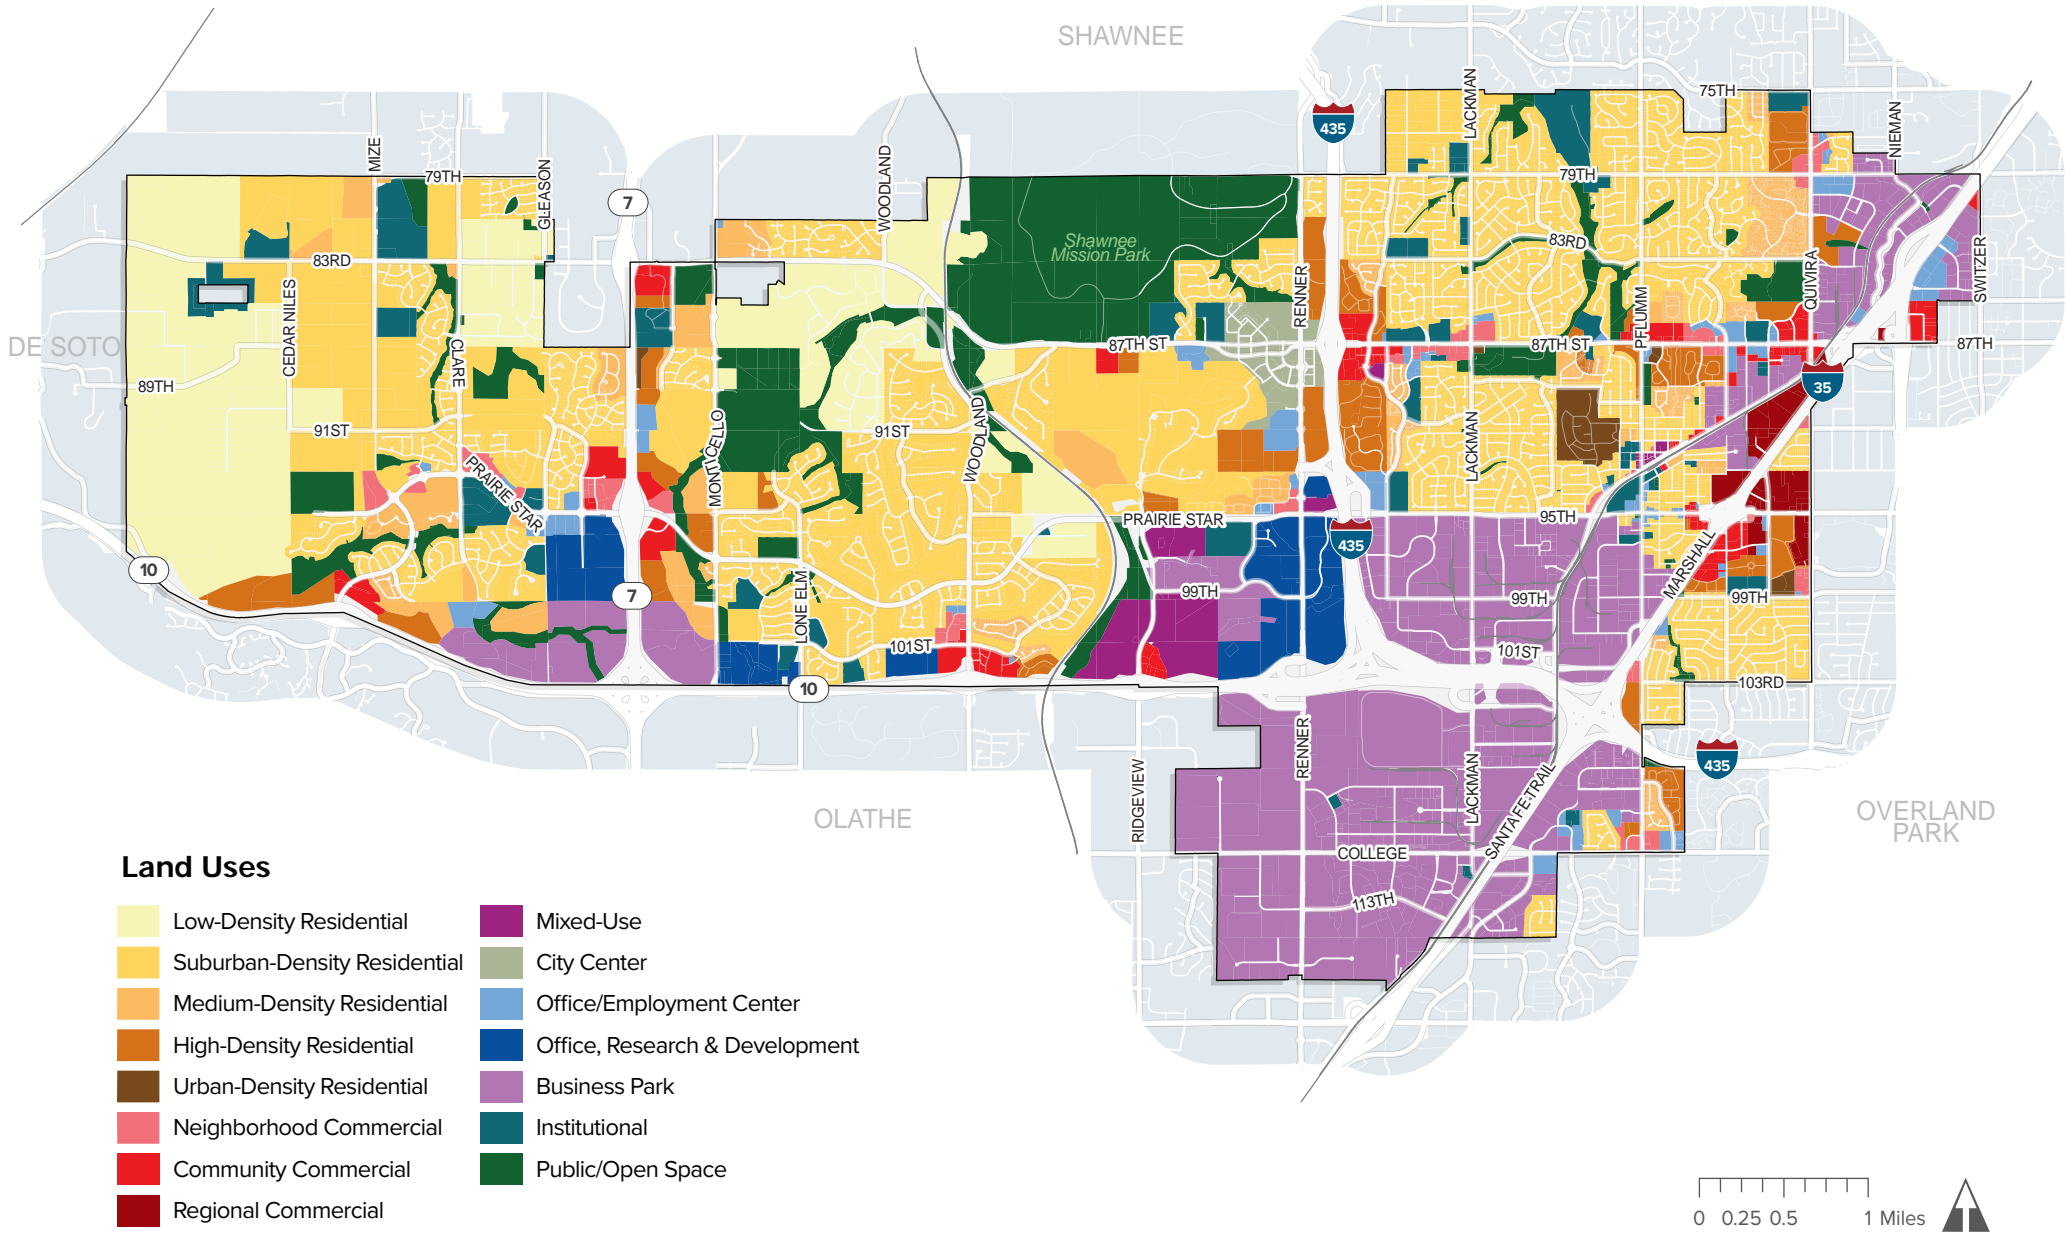 SHAWNEE
75TH
LACKMAN
435
NIEMAN
MIZE
79TH
GLEASON
WOODLAND
79TH
7
Shawnee
Mission Park
83RD
83RD
RENNER
QUIVIRA
SWITZER
CEDAR NILES
PFLUMM
DE SOTO
CLARE
87TH ST
87TH ST
87TH
89TH
35
91ST
MONTICELLO
91ST
WOODLAND
LACKMAN
PRAIRIE STAR
PRAIRIE STAR
95TH
435
10
7
LONE ELM
99TH
99TH
MARSHALL
99TH
101ST
101ST
10
103RD
RENNER
RIDGEVIEW
LACKMAN
SANTA FE TRAIL
435
OLATHE
OVERLAND
PARK
COLLEGE
113TH
Land Uses
Low-Density Residential
Suburban-Density Residential
Medium-Density Residential
High-Density Residential
Urban-Density Residential
Neighborhood Commercial
Community Commercial
Regional Commercial
Mixed-Use
City Center
Office/Employment Center
Office, Research & Development
Business Park
Institutional
Public/Open Space
0 0.25 0.5 1 Miles